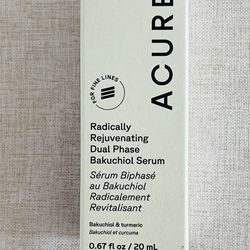 ACURE
FOR FINE LINES
Radically
Rejuvenating
Dual Phase
Bakuchiol Serum
Sérum Biphasé
au Bakuchiol
Radicalement
Revitalisant
Bakuchiol & turmeric
Bakuchiol et curcuma
0.67 fl oz / 20 mL